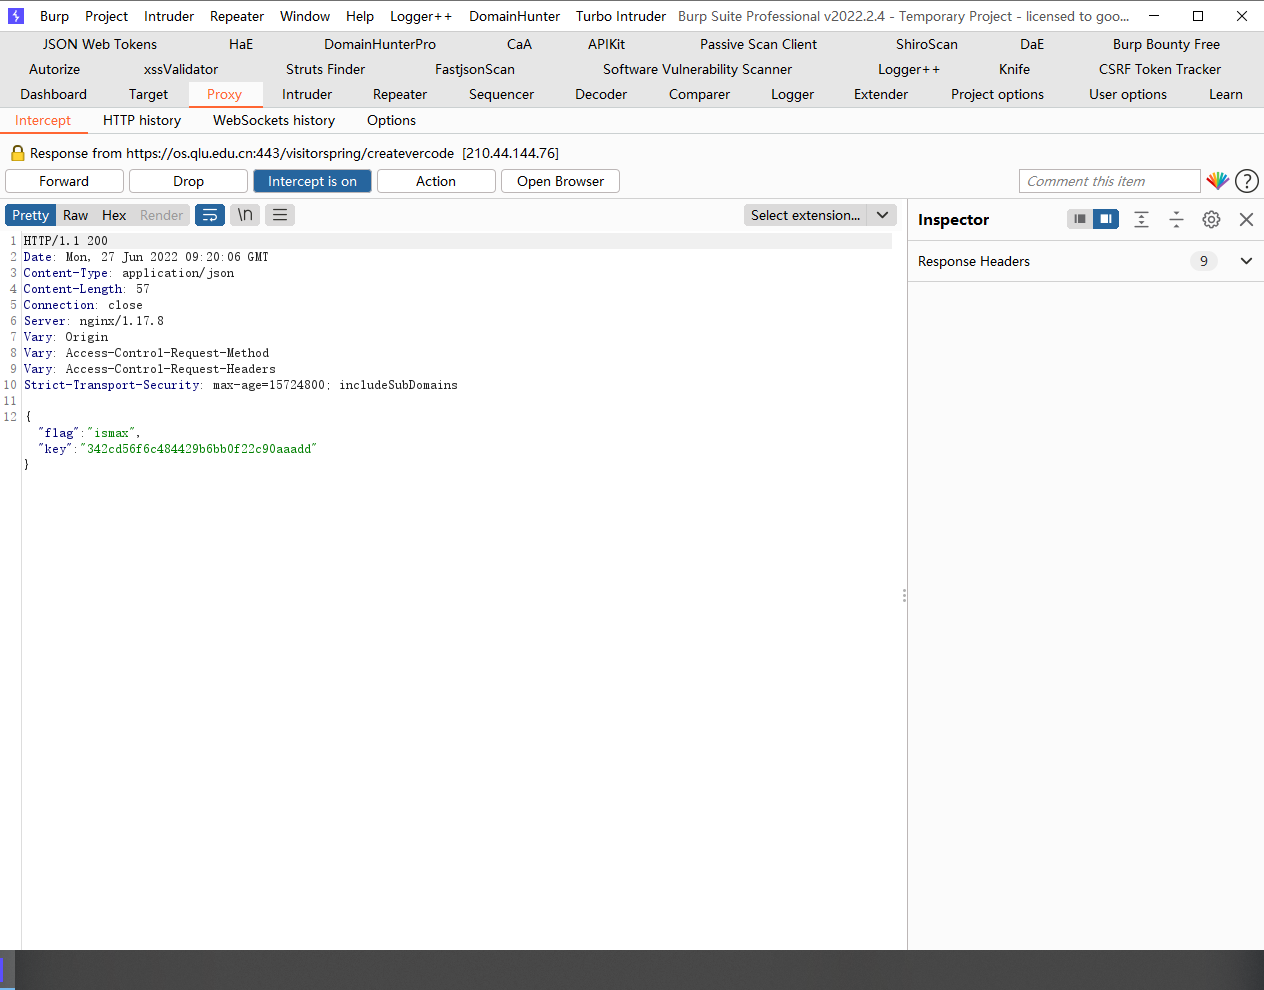 Burp Project Intruder Repeater Window Help Logger++ DomainHunter Turbo Intruder Burp Suite Professional v2022.2.4 - Temporary Project - licensed to goo...
JSON Web Tokens HaE DomainHunterPro CaA APIKit Passive Scan Client ShiroScan DaE Burp Bounty Free
Autorize xssValidator Struts Finder FastjsonScan Software Vulnerability Scanner Logger++ Knife CSRF Token Tracker
Dashboard Target Proxy Intruder Repeater Sequencer Decoder Comparer Logger Extender Project options User options Learn
Intercept HTTP history WebSockets history Options
Response from https://os.qlu.edu.cn:443/visitorspring/createvercode [210.44.144.76]
Forward Drop Intercept is on Action Open Browser Comment this item ?
Pretty Raw Hex Render \n Select extension... Inspector
Response Headers 9
1 HTTP/1.1 200
2 Date: Mon, 27 Jun 2022 09:20:06 GMT
3 Content-Type: application/json
4 Content-Length: 57
5 Connection: close
6 Server: nginx/1.17.8
7 Vary: Origin
8 Vary: Access-Control-Request-Method
9 Vary: Access-Control-Request-Headers
10 Strict-Transport-Security: max-age=15724800; includeSubDomains
11
12 {
"flag":"ismax",
"key":"342cd56f6c484429b6bb0f22c90aaadd"
}